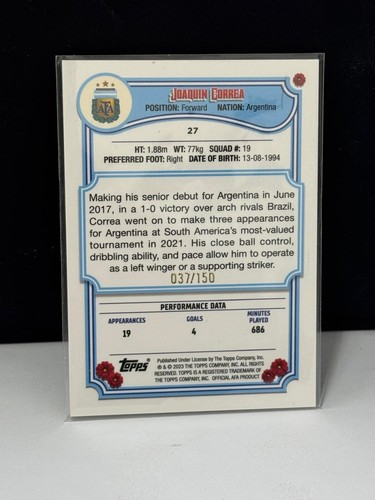 AFA
JOAQUIN CORREA
POSITION: Forward NATION: Argentina
27
HT: 1.88m WT: 77kg SQUAD #: 19
PREFERRED FOOT: Right DATE OF BIRTH: 13-08-1994
Making his senior debut for Argentina in June
2017, in a 1-0 victory over arch rivals Brazil,
Correa went on to make three appearances
for Argentina at South America's most-valued
tournament in 2021. His close ball control,
dribbling ability, and pace allow him to operate
as a left winger or a supporting striker.
037/150
PERFORMANCE DATA
APPEARANCES GOALS MINUTES PLAYED
19 4 686
topps
Published Under License by The Topps Company, Inc.
® & © 2023 THE TOPPS COMPANY, INC. ALL RIGHTS
RESERVED. TOPPS IS A REGISTERED TRADEMARK OF
THE TOPPS COMPANY, INC. OFFICIAL AFA PRODUCT